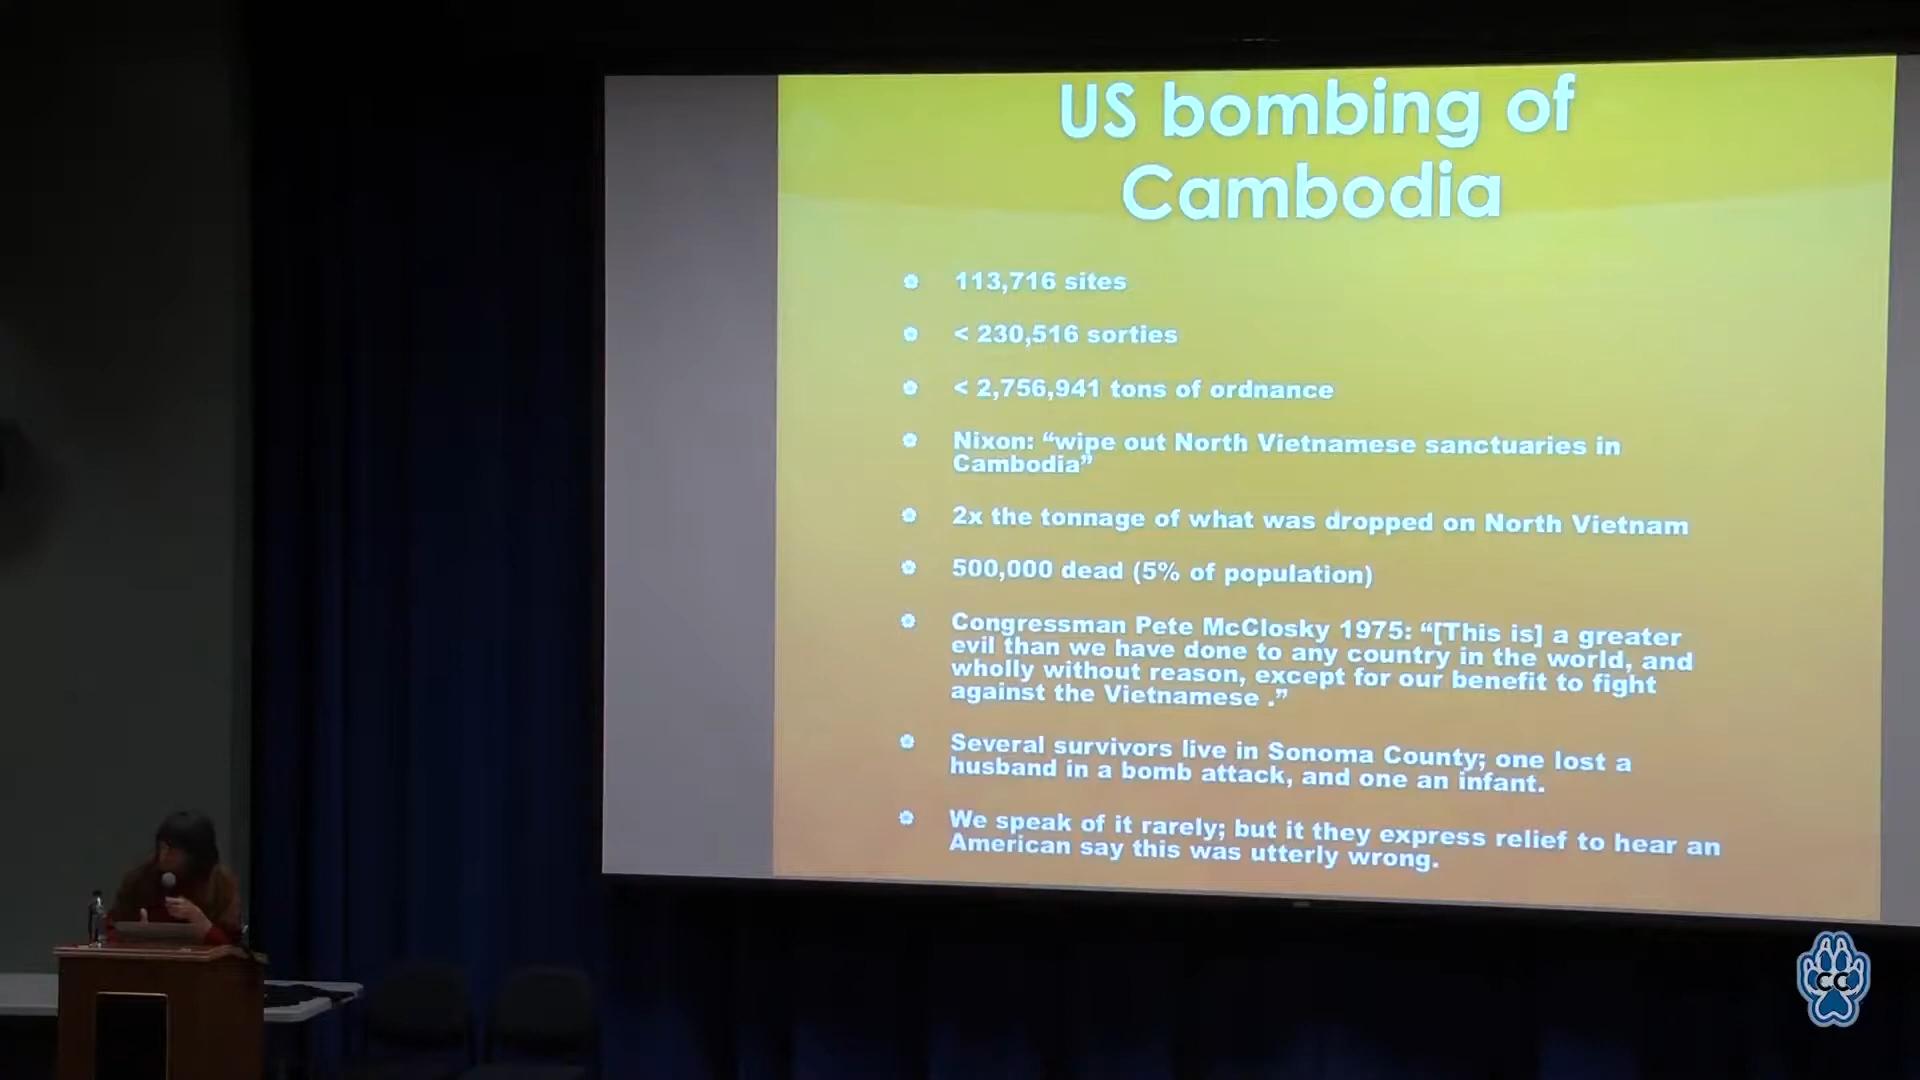 US bombing of
Cambodia
113,716 sites
< 230,516 sorties
< 2,756,941 tons of ordnance
Nixon: “wipe out North Vietnamese sanctuaries in
Cambodia”
2x the tonnage of what was dropped on North Vietnam
500,000 dead (5% of population)
Congressman Pete McClosky 1975: “[This is] a greater
evil than we have done to any country in the world, and
wholly without reason, except for our benefit to fight
against the Vietnamese .”
Several survivors live in Sonoma County; one lost a
husband in a bomb attack, and one an infant.
We speak of it rarely; but it they express relief to hear an
American say this was utterly wrong.
CC